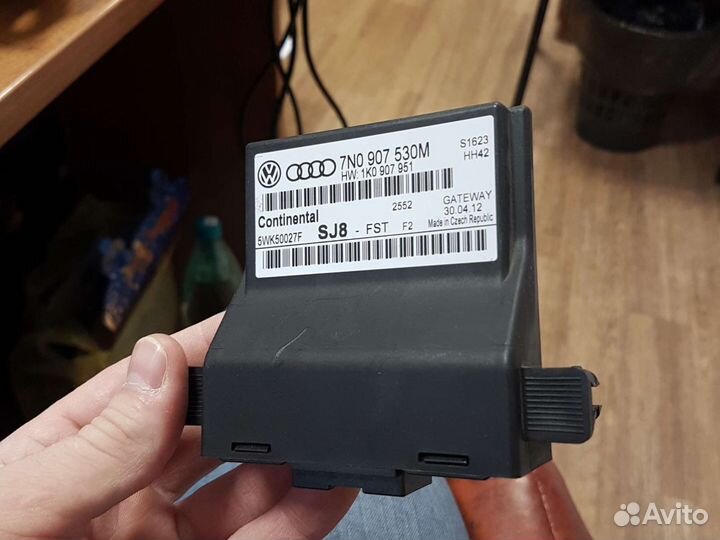 7N0 907 530M
HW: 1K0 907 951
S1623
HH42
Continental
2552
GATEWAY
30.04.12
5WK50027F
SJ8 - FST F2
Made in Czech Republic
Avito